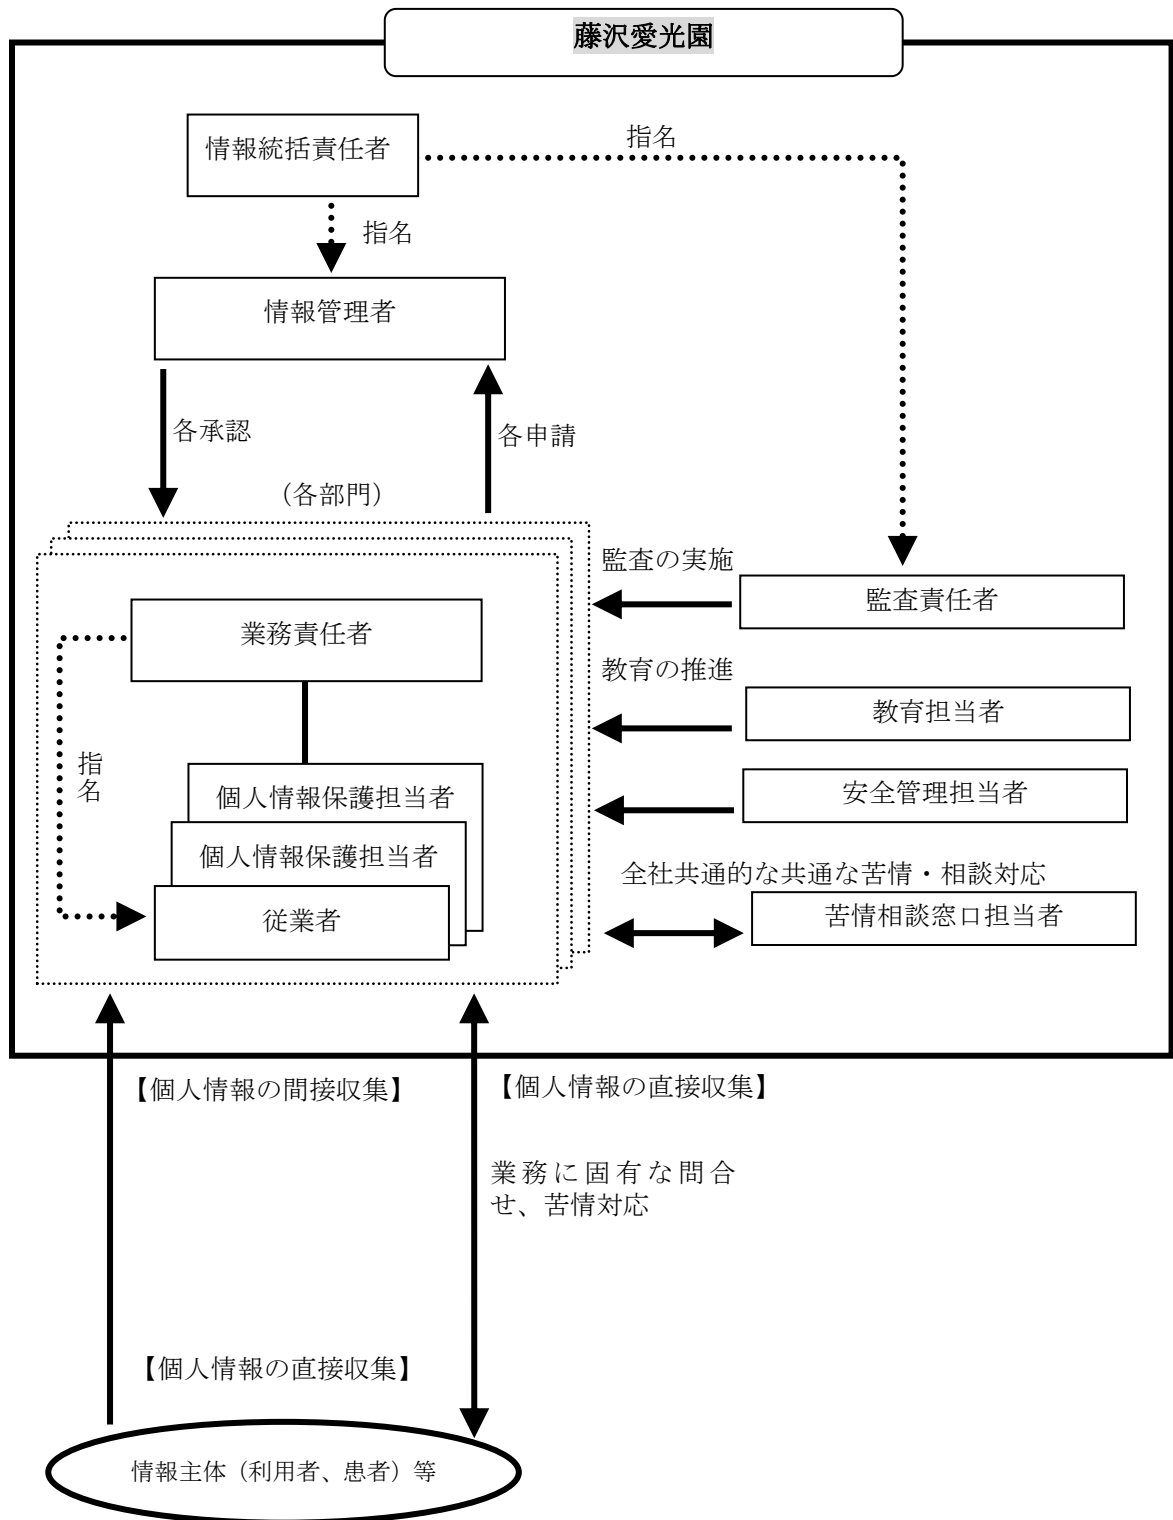 藤沢愛光園
情報統括責任者
指名
指名
情報管理者
各承認
各申請
（各部門）
監査の実施
監査責任者
業務責任者
教育の推進
教育担当者
指名
個人情報保護担当者
安全管理担当者
個人情報保護担当者
全社共通的な共通な苦情・相談対応
従業者
苦情相談窓口担当者
【個人情報の間接収集】
【個人情報の直接収集】
業務に固有な問合
せ、苦情対応
【個人情報の直接収集】
情報主体（利用者、患者）等